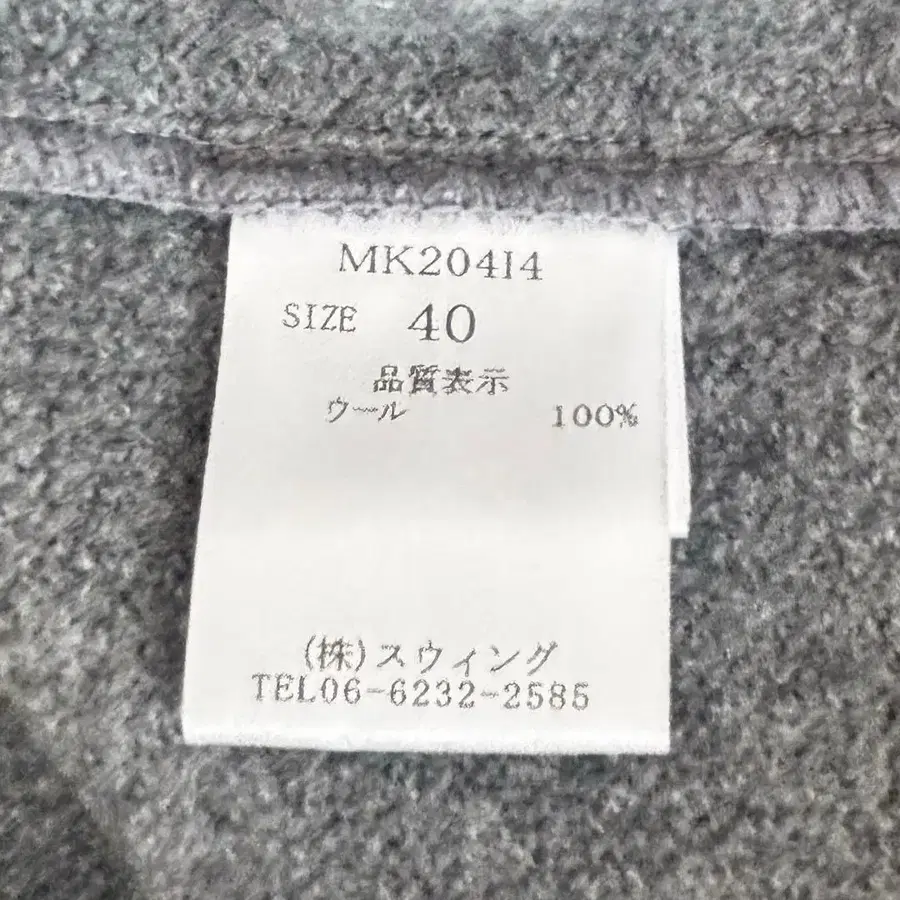 MK204I4
SIZE 40
品質表示
ウール 100%
(株)スウィング
TEL06-6232-2585